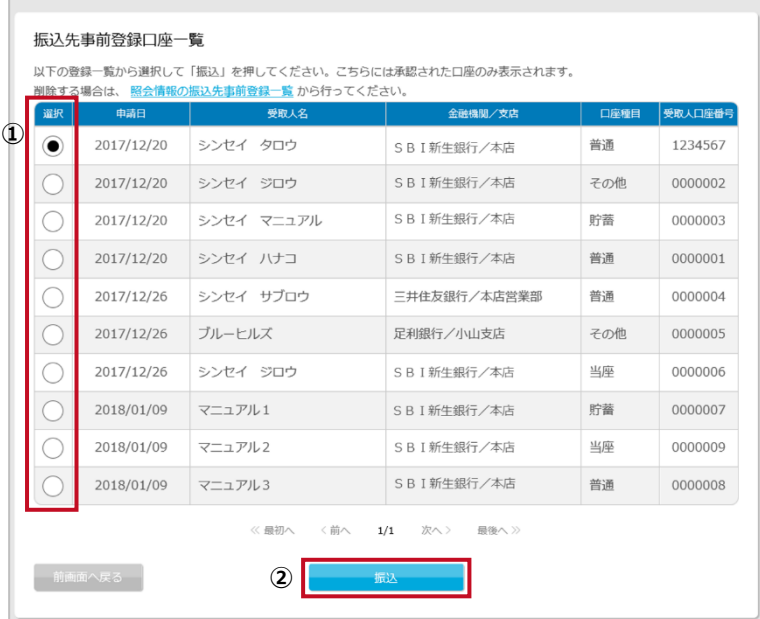 振込先事前登録口座一覧
以下の登録一覧から選択して「振込」を押してください。こちらには承認された口座のみ表示されます。
削除する場合は、 照会情報の振込先事前登録一覧 から行ってください。
選択 申請日 受取人名 金融機関／支店 口座種目 受取人口座番号
①
2017/12/20 シンセイ　タロウ ＳＢＩ新生銀行／本店 普通 1234567
2017/12/20 シンセイ　ジロウ ＳＢＩ新生銀行／本店 その他 0000002
2017/12/20 シンセイ　マニュアル ＳＢＩ新生銀行／本店 貯蓄 0000003
2017/12/20 シンセイ　ハナコ ＳＢＩ新生銀行／本店 普通 0000001
2017/12/26 シンセイ　サブロウ 三井住友銀行／本店営業部 普通 0000004
2017/12/26 ブルーヒルズ 足利銀行／小山支店 その他 0000005
2017/12/26 シンセイ　ジロウ ＳＢＩ新生銀行／本店 当座 0000006
2018/01/09 マニュアル１ ＳＢＩ新生銀行／本店 貯蓄 0000007
2018/01/09 マニュアル２ ＳＢＩ新生銀行／本店 当座 0000009
2018/01/09 マニュアル３ ＳＢＩ新生銀行／本店 普通 0000008
≪ 最初へ ＜前へ 1/1 次へ＞ 最後へ≫
前画面へ戻る ② 振込